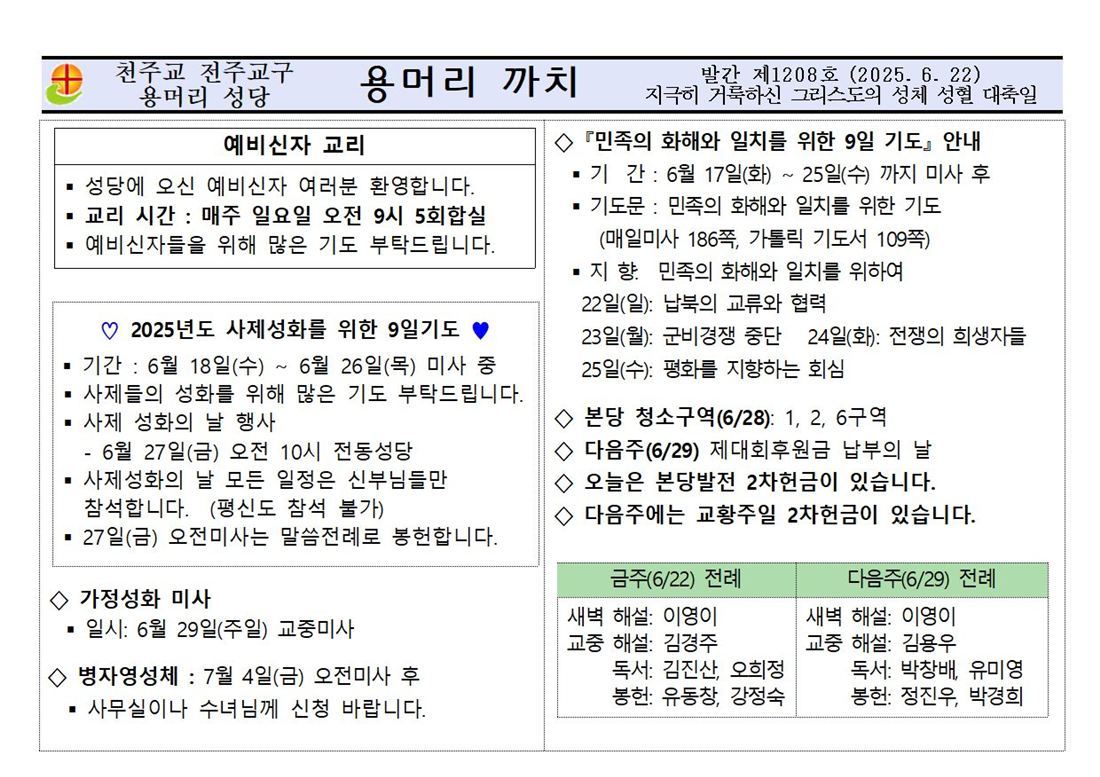 천주교 전주교구
용머리 성당
용머리 까치
발간 제1208호 (2025. 6. 22)
지극히 거룩하신 그리스도의 성체 성혈 대축일
예비신자 교리
▪ 성당에 오신 예비신자 여러분 환영합니다.
▪ 교리 시간 : 매주 일요일 오전 9시 5회합실
▪ 예비신자들을 위해 많은 기도 부탁드립니다.
♡ 2025년도 사제성화를 위한 9일기도 ♥
▪ 기간 : 6월 18일(수) ~ 6월 26일(목) 미사 중
▪ 사제들의 성화를 위해 많은 기도 부탁드립니다.
▪ 사제 성화의 날 행사
- 6월 27일(금) 오전 10시 전동성당
▪ 사제성화의 날 모든 일정은 신부님들만
참석합니다. (평신도 참석 불가)
▪ 27일(금) 오전미사는 말씀전례로 봉헌합니다.
◇ 가정성화 미사
▪ 일시: 6월 29일(주일) 교중미사
◇ 병자영성체 : 7월 4일(금) 오전미사 후
▪ 사무실이나 수녀님께 신청 바랍니다.
◇ 『민족의 화해와 일치를 위한 9일 기도』 안내
▪ 기 간 : 6월 17일(화) ~ 25일(수) 까지 미사 후
▪ 기도문 : 민족의 화해와 일치를 위한 기도
(매일미사 186쪽, 가톨릭 기도서 109쪽)
▪ 지 향: 민족의 화해와 일치를 위하여
22일(일): 납북의 교류와 협력
23일(월): 군비경쟁 중단 24일(화): 전쟁의 희생자들
25일(수): 평화를 지향하는 회심
◇ 본당 청소구역(6/28): 1, 2, 6구역
◇ 다음주(6/29) 제대회후원금 납부의 날
◇ 오늘은 본당발전 2차헌금이 있습니다.
◇ 다음주에는 교황주일 2차헌금이 있습니다.
금주(6/22) 전례
새벽 해설: 이영이
교중 해설: 김경주
독서: 김진산, 오희정
봉헌: 유동창, 강정숙
다음주(6/29) 전례
새벽 해설: 이영이
교중 해설: 김용우
독서: 박창배, 유미영
봉헌: 정진우, 박경희